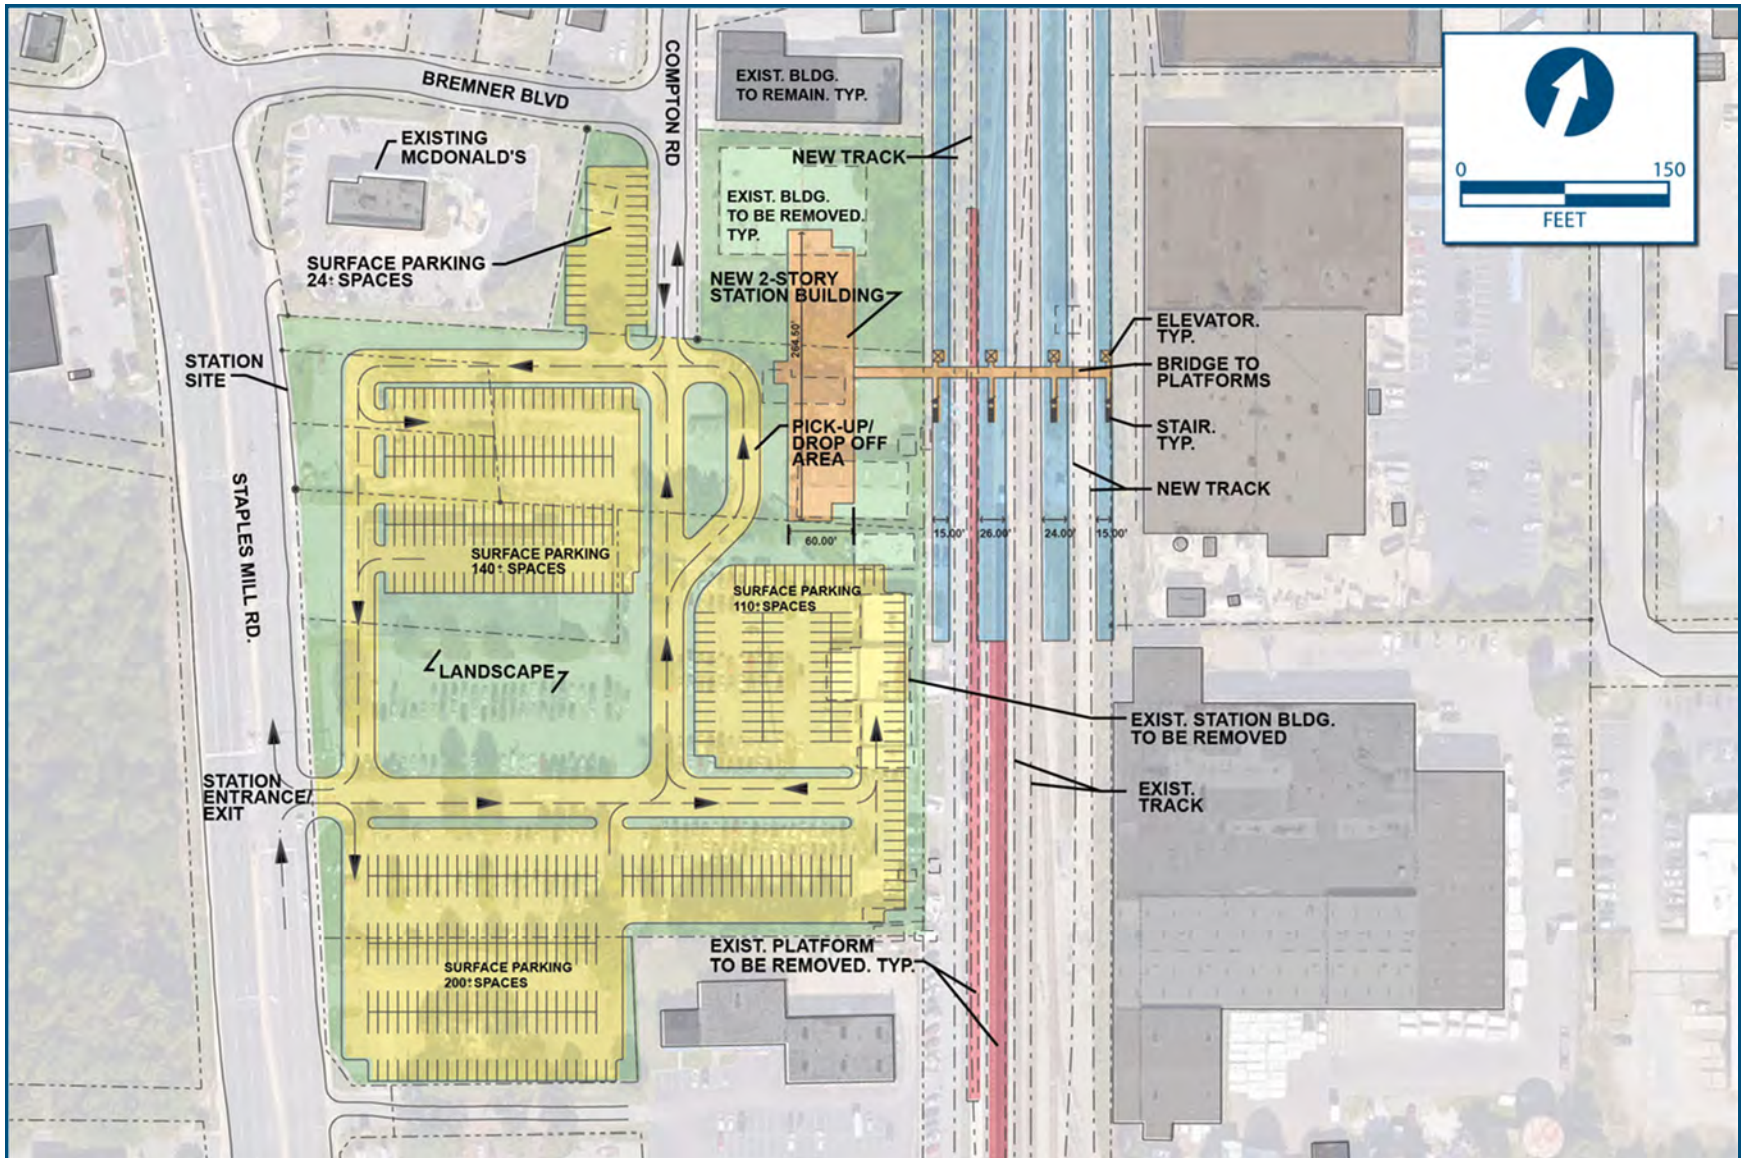 BREMNER BLVD
COMPTON RD
EXIST. BLDG.
TO REMAIN. TYP.
0 150
FEET
EXISTING
MCDONALD'S
NEW TRACK
EXIST. BLDG.
TO BE REMOVED.
TYP.
SURFACE PARKING
24± SPACES
NEW 2-STORY
STATION BUILDING
264.50'
ELEVATOR.
TYP.
BRIDGE TO
PLATFORMS
STATION
SITE
PICK-UP/
DROP OFF
AREA
STAIR.
TYP.
NEW TRACK
STAPLES MILL RD.
60.00'
15.00' 26.00' 24.00' 15.00'
SURFACE PARKING
140± SPACES
SURFACE PARKING
110± SPACES
LANDSCAPE
EXIST. STATION BLDG.
TO BE REMOVED
STATION
ENTRANCE/
EXIT
EXIST.
TRACK
EXIST. PLATFORM
TO BE REMOVED. TYP.
SURFACE PARKING
200± SPACES